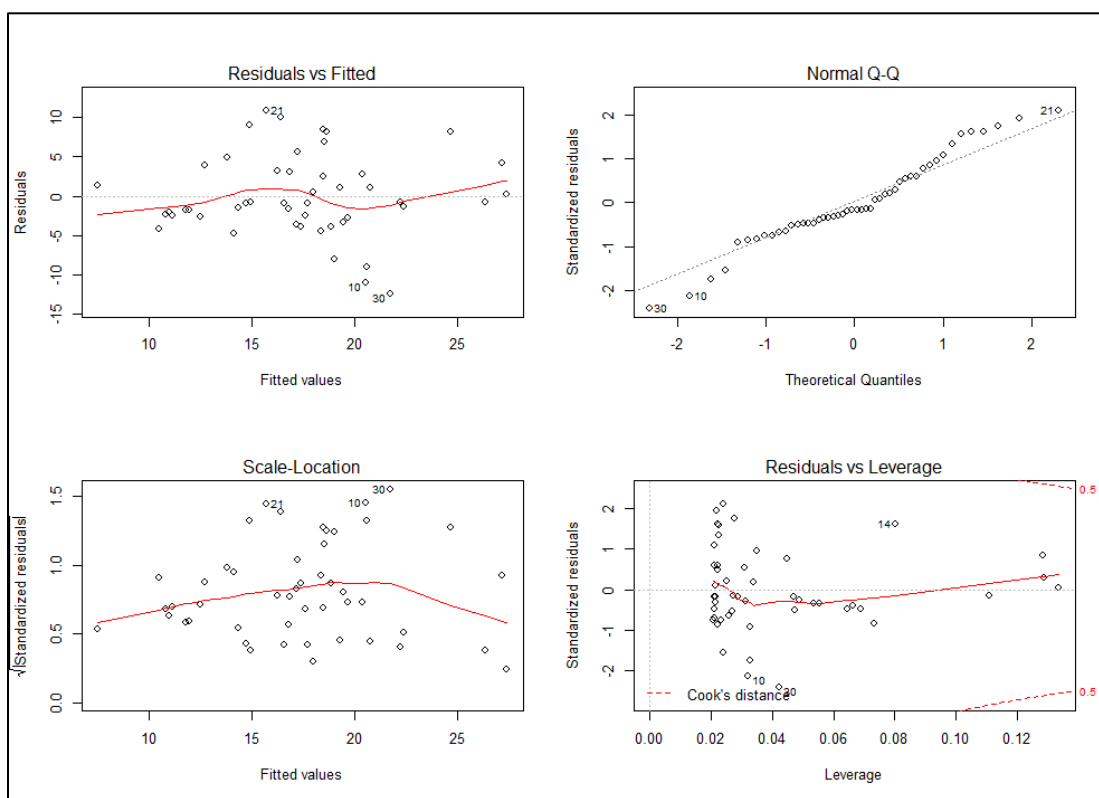 Residuals vs Fitted
Residuals
10
5
0
-5
-10
-15
21
10
30
10 15 20 25
Fitted values
Normal Q-Q
Standardized residuals
2
1
0
-1
-2
21
10
30
-2 -1 0 1 2
Theoretical Quantiles
Scale-Location
√|Standardized residuals|
1.5
1.0
0.5
0.0
21
10
30
10 15 20 25
Fitted values
Residuals vs Leverage
Standardized residuals
2
1
0
-1
-2
14
10
30
0.5
0.5
Cook's distance
0.00 0.02 0.04 0.06 0.08 0.10 0.12
Leverage